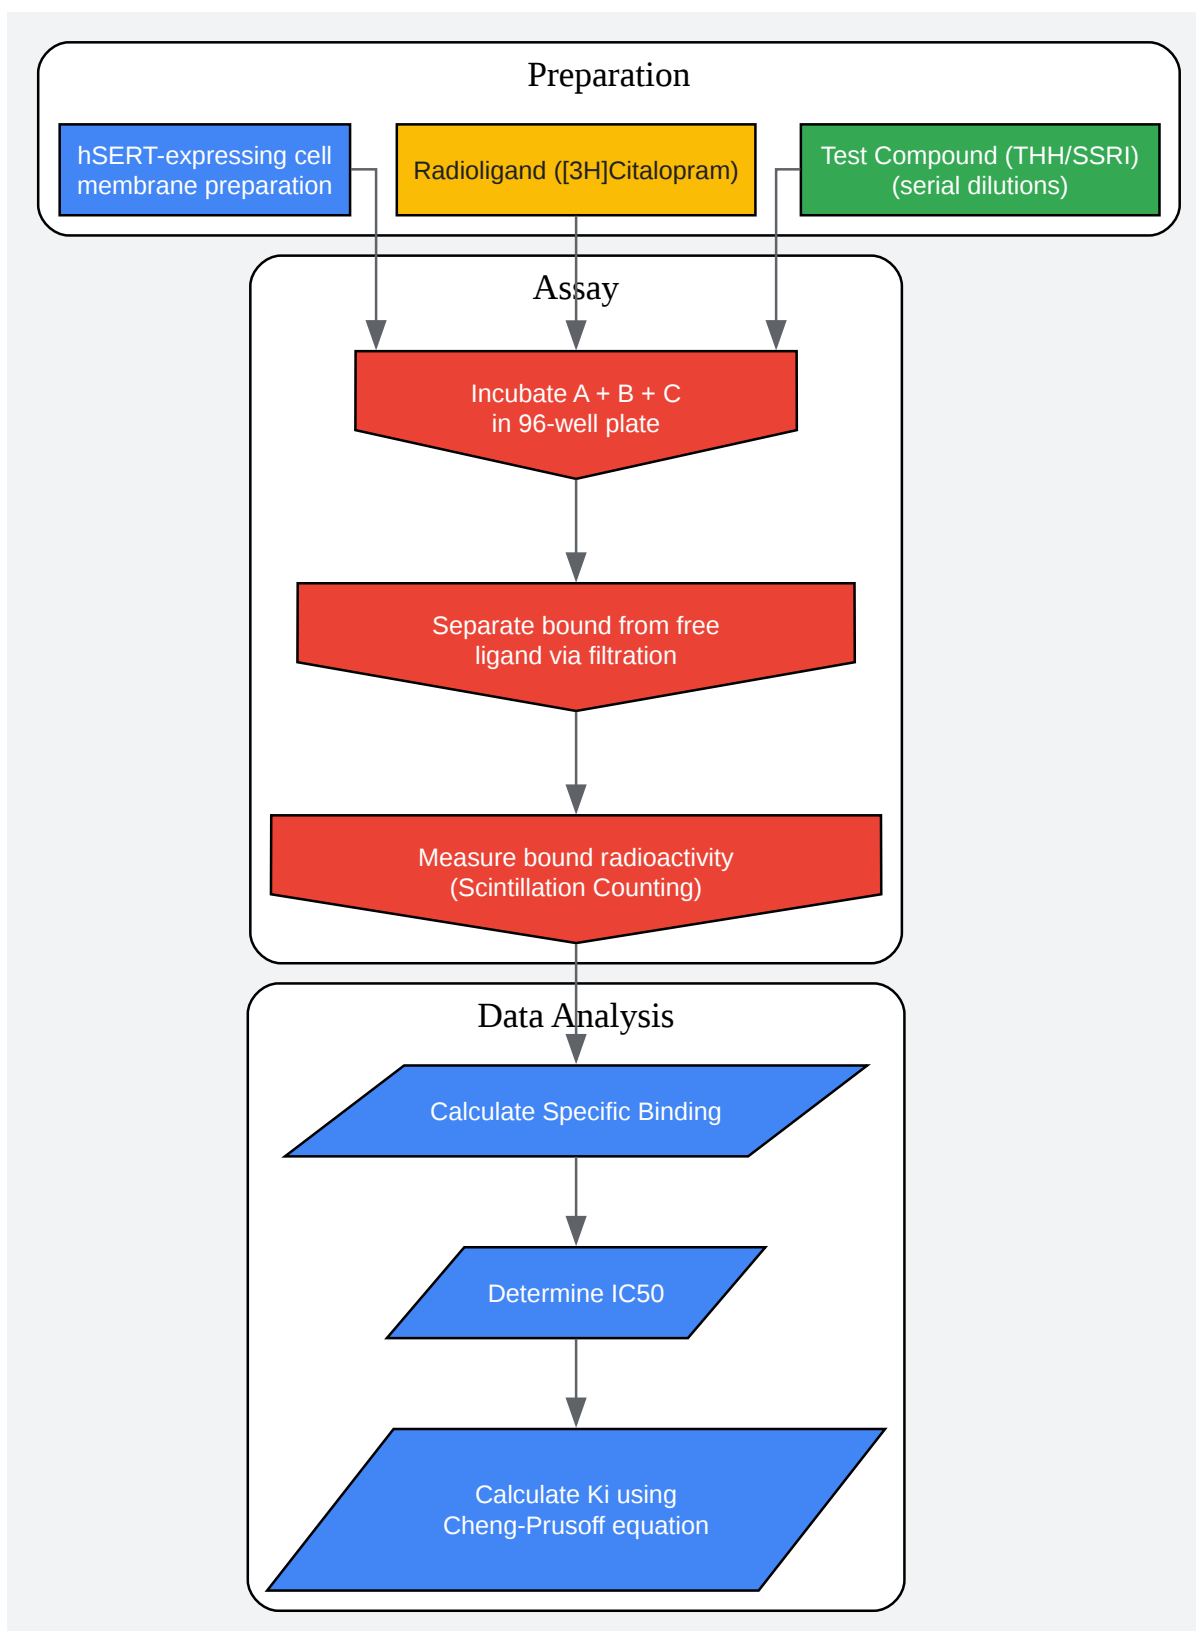 Preparation
hSERT-expressing cell
membrane preparation
Radioligand ([3H]Citalopram)
Test Compound (THH/SSRI)
(serial dilutions)
Assay
Incubate A + B + C
in 96-well plate
Separate bound from free
ligand via filtration
Measure bound radioactivity
(Scintillation Counting)
Data Analysis
Calculate Specific Binding
Determine IC50
Calculate Ki using
Cheng-Prusoff equation